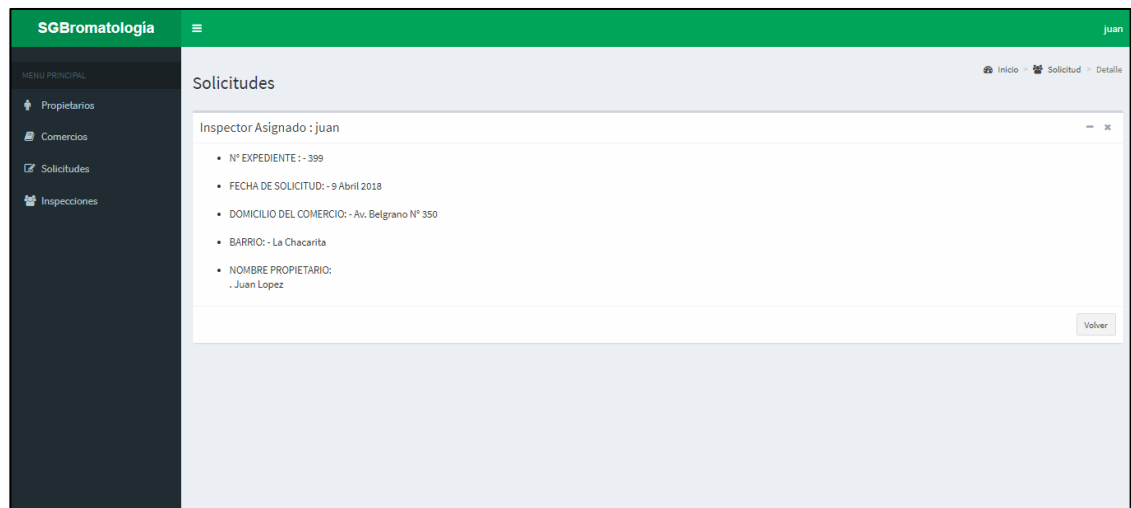 SGBromatología
juan
MENU PRINCIPAL
Propietarios
Comercios
Solicitudes
Inspecciones
Solicitudes
Inicio > Solicitud > Detalle
Inspector Asignado : juan
• N° EXPEDIENTE : - 399
• FECHA DE SOLICITUD: - 9 Abril 2018
• DOMICILIO DEL COMERCIO: - Av. Belgrano N° 350
• BARRIO: - La Chacarita
• NOMBRE PROPIETARIO:
. Juan Lopez
Volver